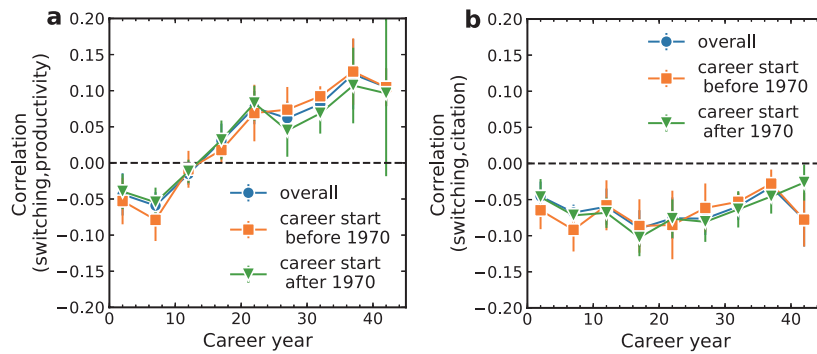 a
0.20
0.15
0.10
0.05
0.00
−0.05
−0.10
−0.15
−0.20
Correlation
(switching,productivity)
overall
career start
before 1970
career start
after 1970
0 10 20 30 40
Career year
b
0.20
0.15
0.10
0.05
0.00
−0.05
−0.10
−0.15
−0.20
Correlation
(switching,citation)
overall
career start
before 1970
career start
after 1970
0 10 20 30 40
Career year